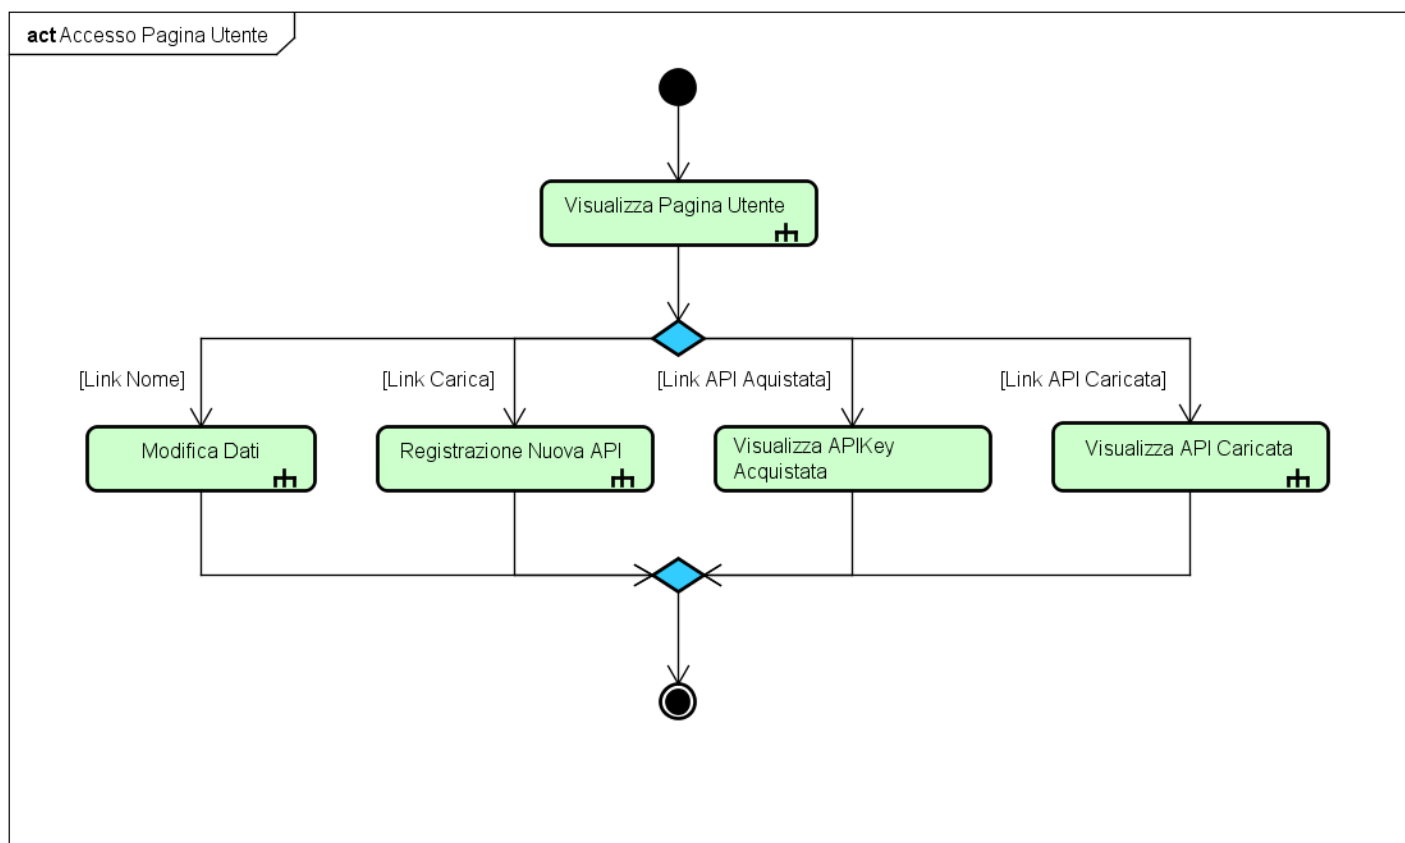 act Accesso Pagina Utente
Visualizza Pagina Utente
[Link Nome]
[Link Carica]
[Link API Aquistata]
[Link API Caricata]
Modifica Dati
Registrazione Nuova API
Visualizza APIKey
Acquistata
Visualizza API Caricata